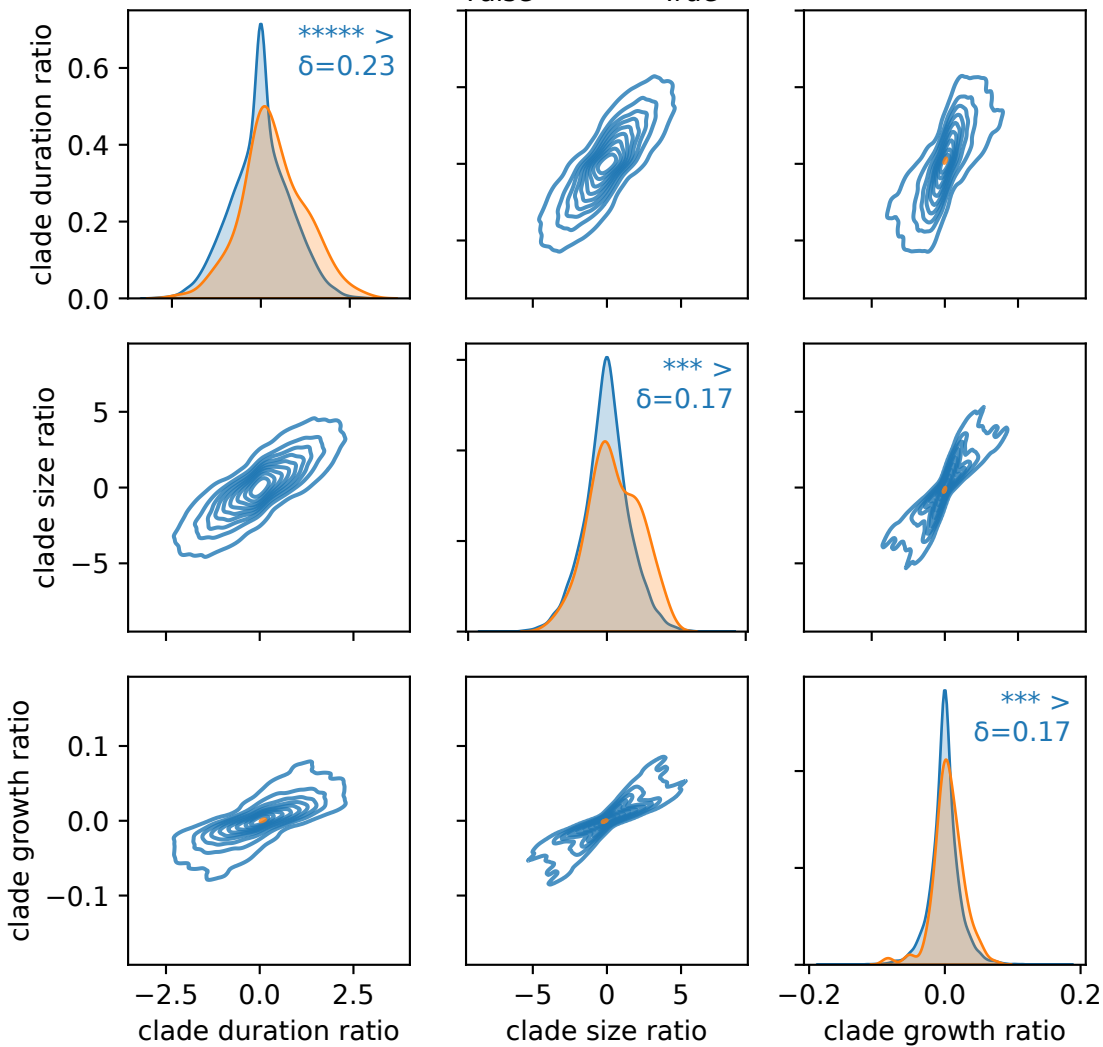 clade duration ratio
0.6
0.4
0.2
0.0
***** >
δ=0.23
clade size ratio
5
0
−5
*** >
δ=0.17
clade growth ratio
0.1
0.0
−0.1
*** >
δ=0.17
−2.5 0.0 2.5
clade duration ratio
−5 0 5
clade size ratio
−0.2 0.0 0.2
clade growth ratio